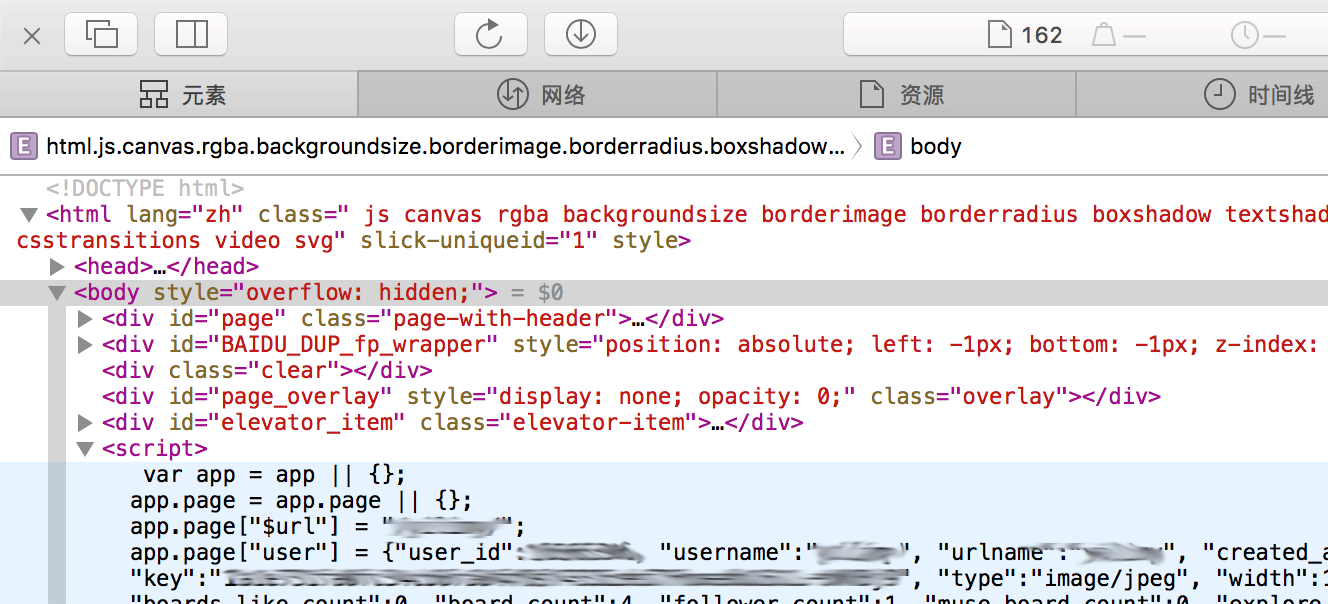 162 — —
元素 网络 资源 时间线
E html.js.canvas.rgba.backgroundsize.borderimage.borderradius.boxshadow… E body
<!DOCTYPE html>
<html lang="zh" class=" js canvas rgba backgroundsize borderimage borderradius boxshadow textshad
csstransitions video svg" slick-uniqueid="1" style>
<head>…</head>
<body style="overflow: hidden;"> = $0
<div id="page" class="page-with-header">…</div>
<div id="BAIDU_DUP_fp_wrapper" style="position: absolute; left: -1px; bottom: -1px; z-index:
<div class="clear"></div>
<div id="page_overlay" style="display: none; opacity: 0;" class="overlay"></div>
<div id="elevator_item" class="elevator-item">…</div>
<script>
var app = app || {};
app.page = app.page || {};
app.page["$url"] = "";
app.page["user"] = {"user_id": , "username":" ", "urlname":" ", "created_a
"key":" ", "type":"image/jpeg", "width":1
"boards_like_count":0, "board_count":4, "follower_count":1, "muse_board_count":0, "explore